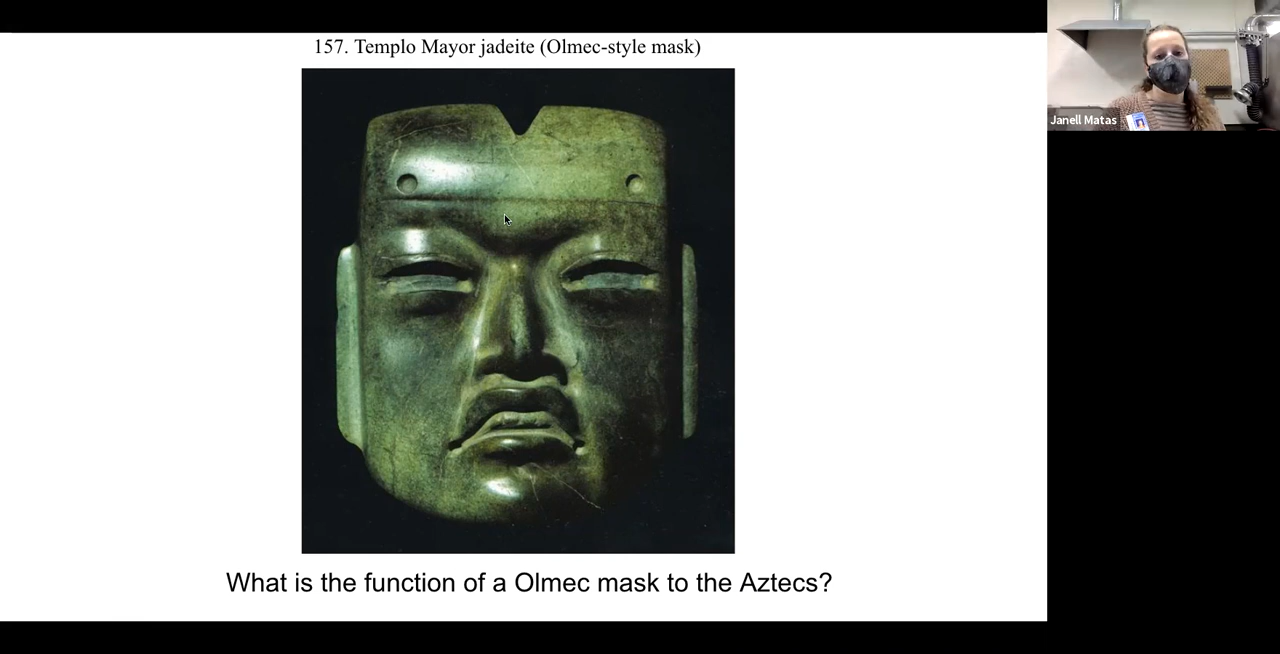 157. Templo Mayor jadeite (Olmec-style mask)
Janell Matas
What is the function of a Olmec mask to the Aztecs?